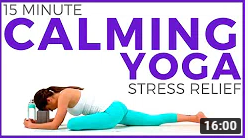 15 MINUTE
CALMING
YOGA
STRESS RELIEF
16:00